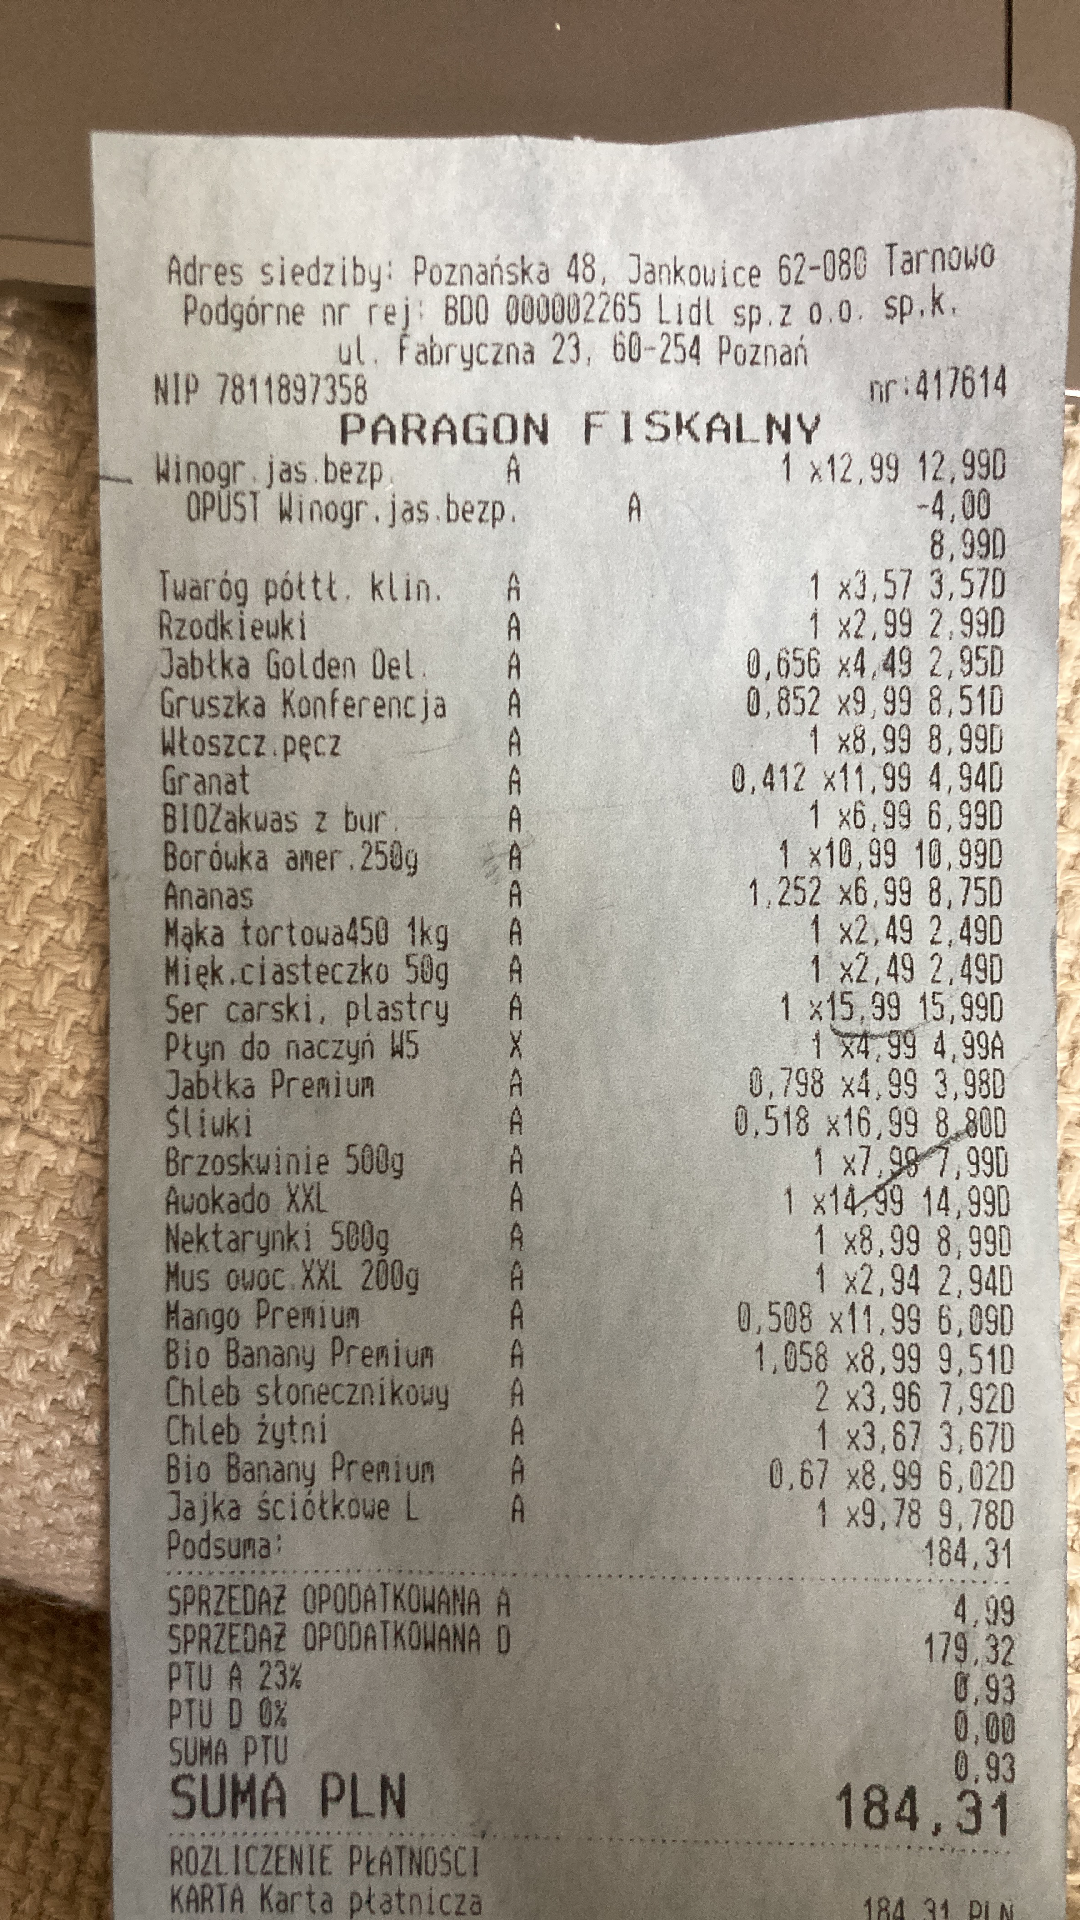 Adres siedziby: Poznańska 48, Jankowice 62-080 Tarnowo
Podgórne nr rej: BDO 000002265 Lidl sp.z o.o. sp.k.
ul. Fabryczna 23, 60-254 Poznań
NIP 7811897358 nr:417614
PARAGON FISKALNY
Winogr.jas.bezp. A 1 x12,99 12,99D
OPUST Winogr.jas.bezp. A -4,00
8,99D
Twaróg półtł. klin. A 1 x3,57 3,57D
Rzodkiewki A 1 x2,99 2,99D
Jabłka Golden Del. A 0,656 x4,49 2,95D
Gruszka Konferencja A 0,852 x9,99 8,51D
Włoszcz.pęcz A 1 x8,99 8,99D
Granat A 0,412 x11,99 4,94D
BIOZakwas z bur. A 1 x6,99 6,99D
Borówka amer.250g A 1 x10,99 10,99D
Ananas A 1,252 x6,99 8,75D
Mąka tortowa450 1kg A 1 x2,49 2,49D
Mięk.ciasteczko 50g A 1 x2,49 2,49D
Ser carski, plastry A 1 x15,99 15,99D
Płyn do naczyń W5 X 1 x4,99 4,99A
Jabłka Premium A 0,798 x4,99 3,98D
Śliwki A 0,518 x16,99 8,80D
Brzoskwinie 500g A 1 x7,99 7,99D
Awokado XXL A 1 x14,99 14,99D
Nektarynki 500g A 1 x8,99 8,99D
Mus owoc.XXL 200g A 1 x2,94 2,94D
Mango Premium A 0,508 x11,99 6,09D
Bio Banany Premium A 1,058 x8,99 9,51D
Chleb słonecznikowy A 2 x3,96 7,92D
Chleb żytni A 1 x3,67 3,67D
Bio Banany Premium A 0,67 x8,99 6,02D
Jajka ściółkowe L A 1 x9,78 9,78D
Podsuma: 184,31
SPRZEDAŻ OPODATKOWANA A 4,99
SPRZEDAŻ OPODATKOWANA D 179,32
PTU A 23% 0,93
PTU D 0% 0,00
SUMA PTU 0,93
SUMA PLN 184,31
ROZLICZENIE PŁATNOŚCI
KARTA Karta płatnicza 184,31 PLN